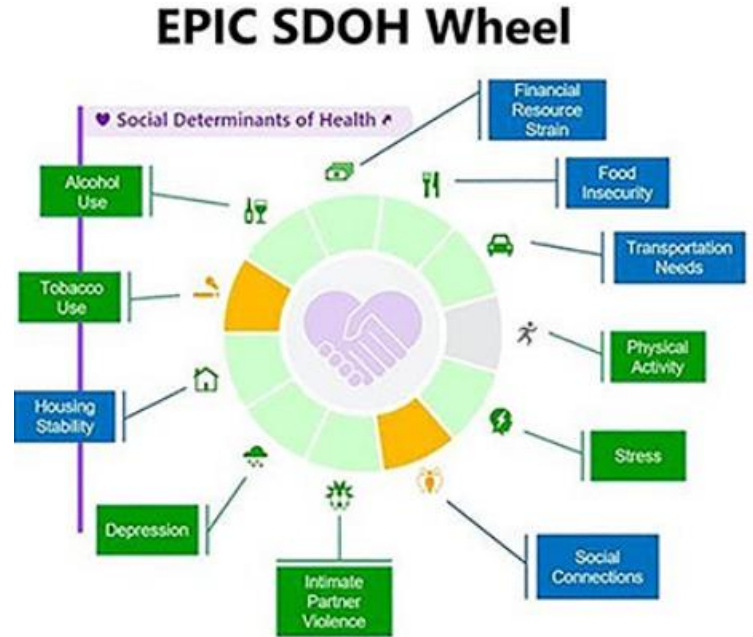 EPIC SDOH Wheel
Social Determinants of Health
Financial
Resource
Strain
Food
Insecurity
Transportation
Needs
Physical
Activity
Stress
Social
Connections
Intimate
Partner
Violence
Depression
Housing
Stability
Tobacco
Use
Alcohol
Use